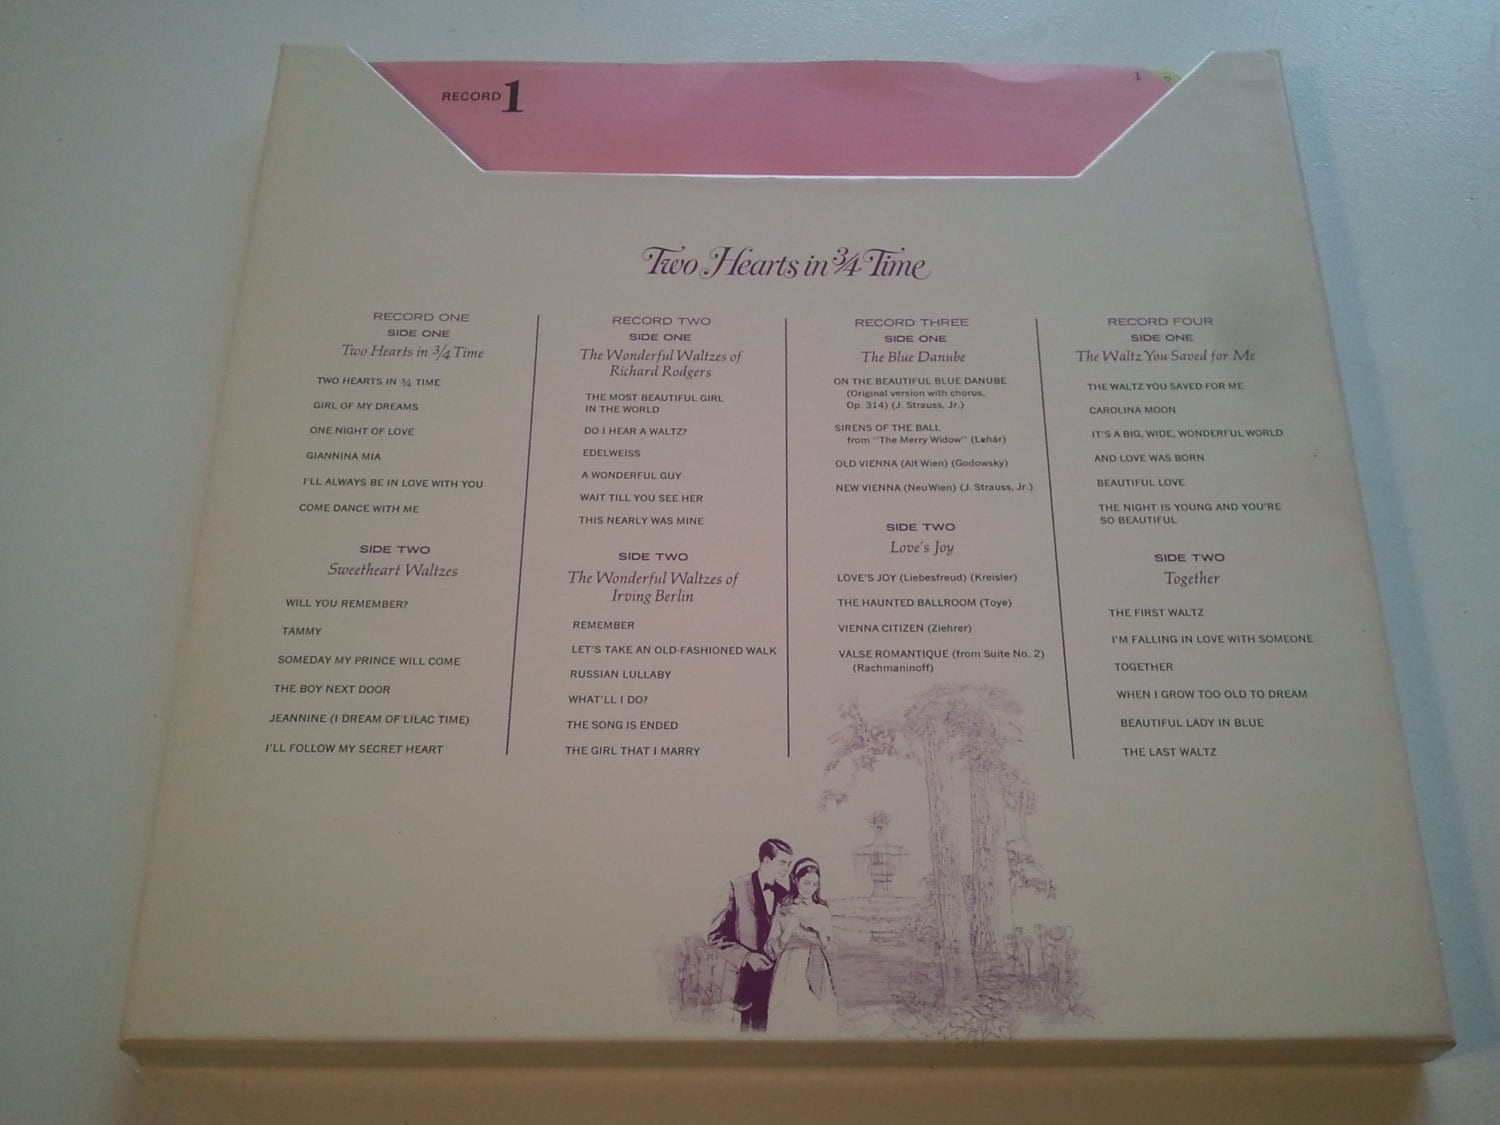 RECORD 1
1
2
Two Hearts in ¾ Time
RECORD ONE
SIDE ONE
Two Hearts in 3/4 Time
TWO HEARTS IN ¾ TIME
GIRL OF MY DREAMS
ONE NIGHT OF LOVE
GIANNINA MIA
I'LL ALWAYS BE IN LOVE WITH YOU
COME DANCE WITH ME
SIDE TWO
Sweetheart Waltzes
WILL YOU REMEMBER?
TAMMY
SOMEDAY MY PRINCE WILL COME
THE BOY NEXT DOOR
JEANNINE (I DREAM OF LILAC TIME)
I'LL FOLLOW MY SECRET HEART
RECORD TWO
SIDE ONE
The Wonderful Waltzes of
Richard Rodgers
THE MOST BEAUTIFUL GIRL
IN THE WORLD
DO I HEAR A WALTZ?
EDELWEISS
A WONDERFUL GUY
WAIT TILL YOU SEE HER
THIS NEARLY WAS MINE
SIDE TWO
The Wonderful Waltzes of
Irving Berlin
REMEMBER
LET'S TAKE AN OLD-FASHIONED WALK
RUSSIAN LULLABY
WHAT'LL I DO?
THE SONG IS ENDED
THE GIRL THAT I MARRY
RECORD THREE
SIDE ONE
The Blue Danube
ON THE BEAUTIFUL BLUE DANUBE
(Original version with chorus,
Op. 314) (J. Strauss, Jr.)
SIRENS OF THE BALL
from "The Merry Widow" (Lehár)
OLD VIENNA (Alt Wien) (Godowsky)
NEW VIENNA (Neu Wien) (J. Strauss, Jr.)
SIDE TWO
Love's Joy
LOVE'S JOY (Liebesfreud) (Kreisler)
THE HAUNTED BALLROOM (Toye)
VIENNA CITIZEN (Ziehrer)
VALSE ROMANTIQUE (from Suite No. 2)
(Rachmaninoff)
RECORD FOUR
SIDE ONE
The Waltz You Saved for Me
THE WALTZ YOU SAVED FOR ME
CAROLINA MOON
IT'S A BIG, WIDE, WONDERFUL WORLD
AND LOVE WAS BORN
BEAUTIFUL LOVE
THE NIGHT IS YOUNG AND YOU'RE
SO BEAUTIFUL
SIDE TWO
Together
THE FIRST WALTZ
I'M FALLING IN LOVE WITH SOMEONE
TOGETHER
WHEN I GROW TOO OLD TO DREAM
BEAUTIFUL LADY IN BLUE
THE LAST WALTZ